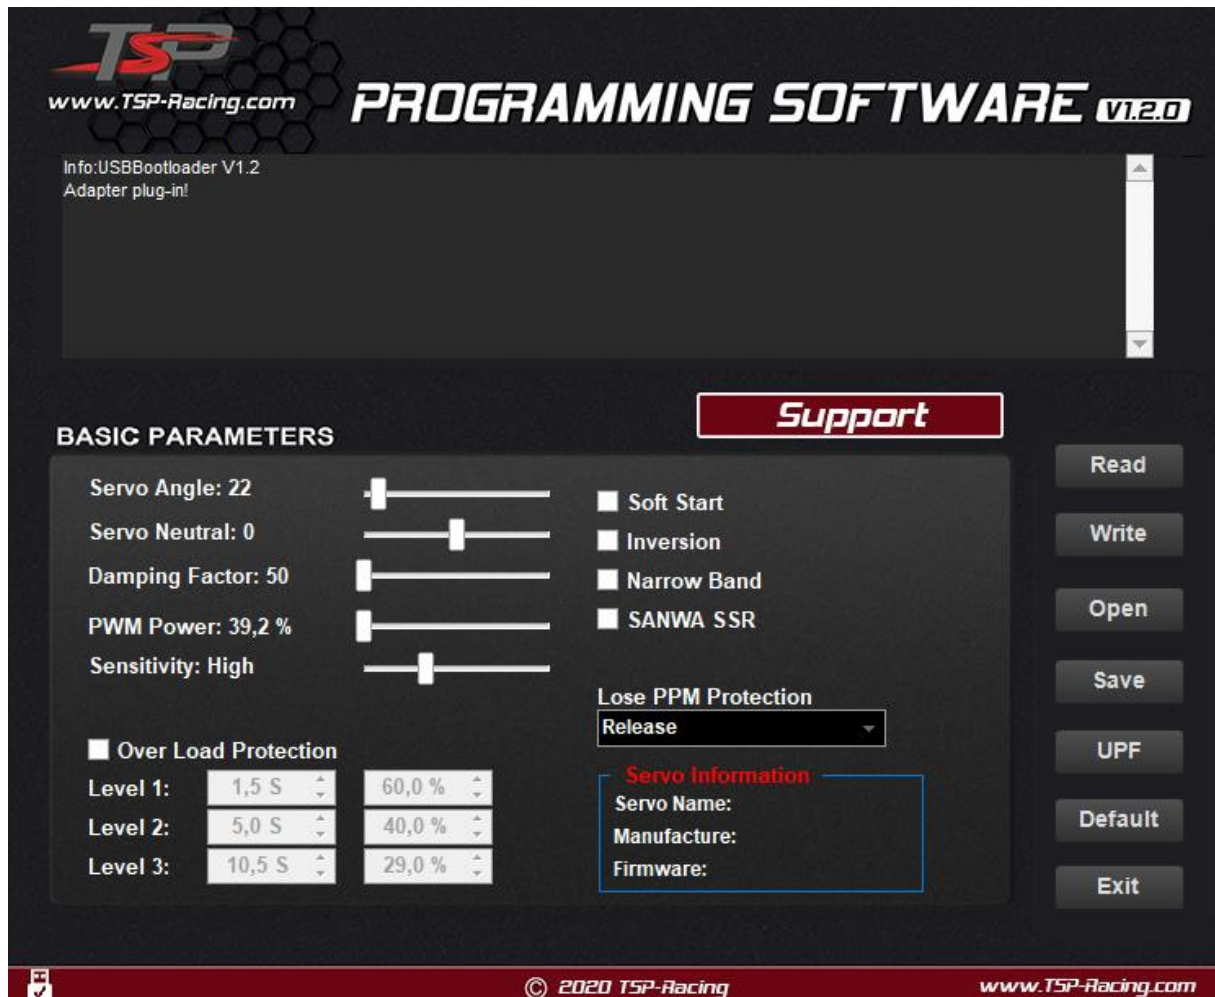 TSP
www.TSP-Racing.com
PROGRAMMING SOFTWARE V1.2.0
Info:USBBootloader V1.2
Adapter plug-in!
Support
BASIC PARAMETERS
Servo Angle: 22
Servo Neutral: 0
Damping Factor: 50
PWM Power: 39,2 %
Sensitivity: High
Soft Start
Inversion
Narrow Band
SANWA SSR
Lose PPM Protection
Release
Over Load Protection
Level 1: 1,5 S 60,0 %
Level 2: 5,0 S 40,0 %
Level 3: 10,5 S 29,0 %
Servo Information
Servo Name:
Manufacture:
Firmware:
Read
Write
Open
Save
UPF
Default
Exit
© 2020 TSP-Racing
www.TSP-Racing.com